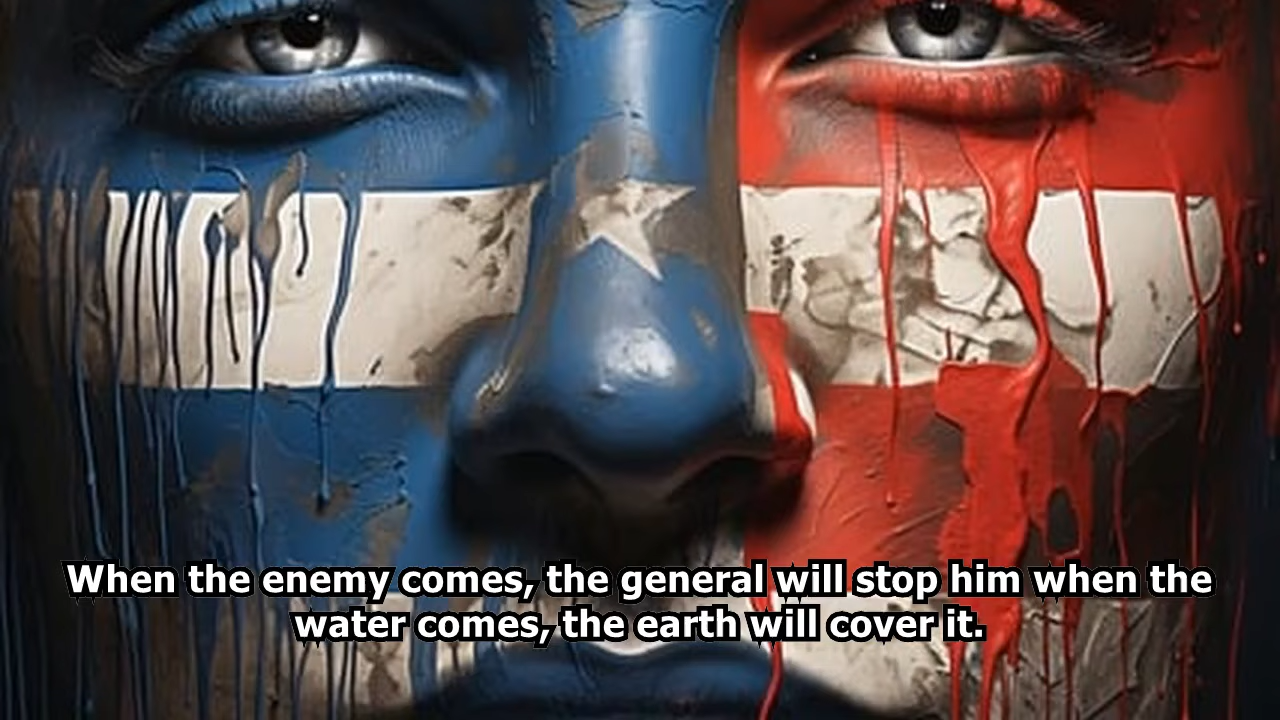 When the enemy comes, the general will stop him when the
water comes, the earth will cover it.